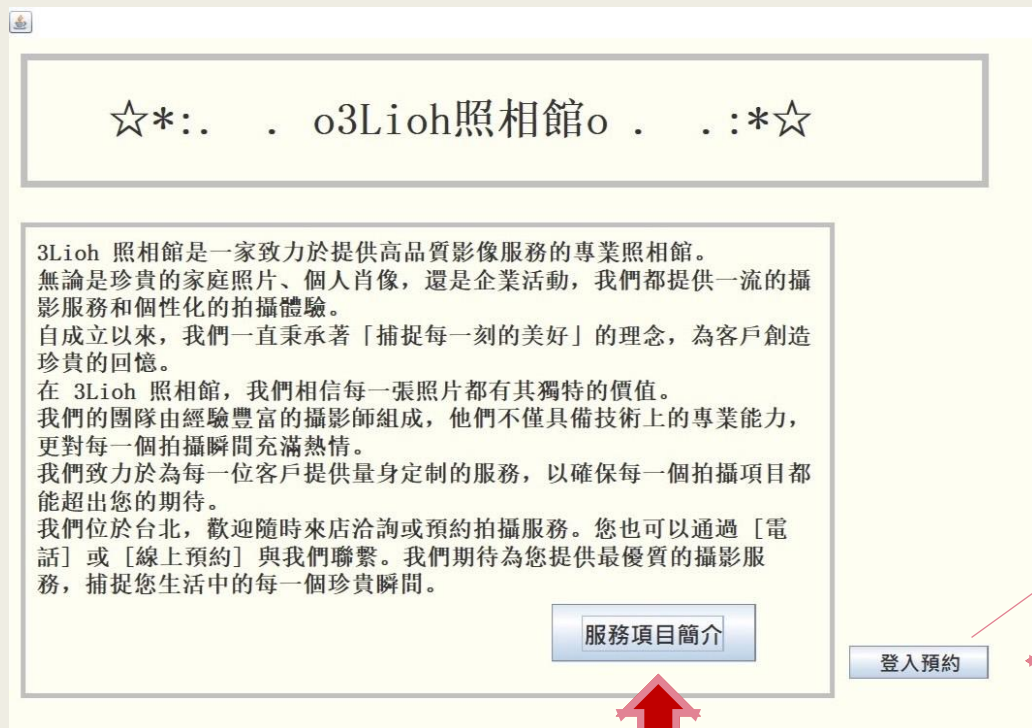 ☆*:. . o3Lioh照相館o . .:*☆
3Lioh 照相館是一家致力於提供高品質影像服務的專業照相館。
無論是珍貴的家庭照片、個人肖像，還是企業活動，我們都提供一流的攝
影服務和個性化的拍攝體驗。
自成立以來，我們一直秉承著「捕捉每一刻的美好」的理念，為客戶創造
珍貴的回憶。
在 3Lioh 照相館，我們相信每一張照片都有其獨特的價值。
我們的團隊由經驗豐富的攝影師組成，他們不僅具備技術上的專業能力，
更對每一個拍攝瞬間充滿熱情。
我們致力於為每一位客戶提供量身定制的服務，以確保每一個拍攝項目都
能超出您的期待。
我們位於台北，歡迎隨時來店洽詢或預約拍攝服務。您也可以通過 [電
話] 或 [線上預約] 與我們聯繫。我們期待為您提供最優質的攝影服
務，捕捉您生活中的每一個珍貴瞬間。
服務項目簡介
登入預約